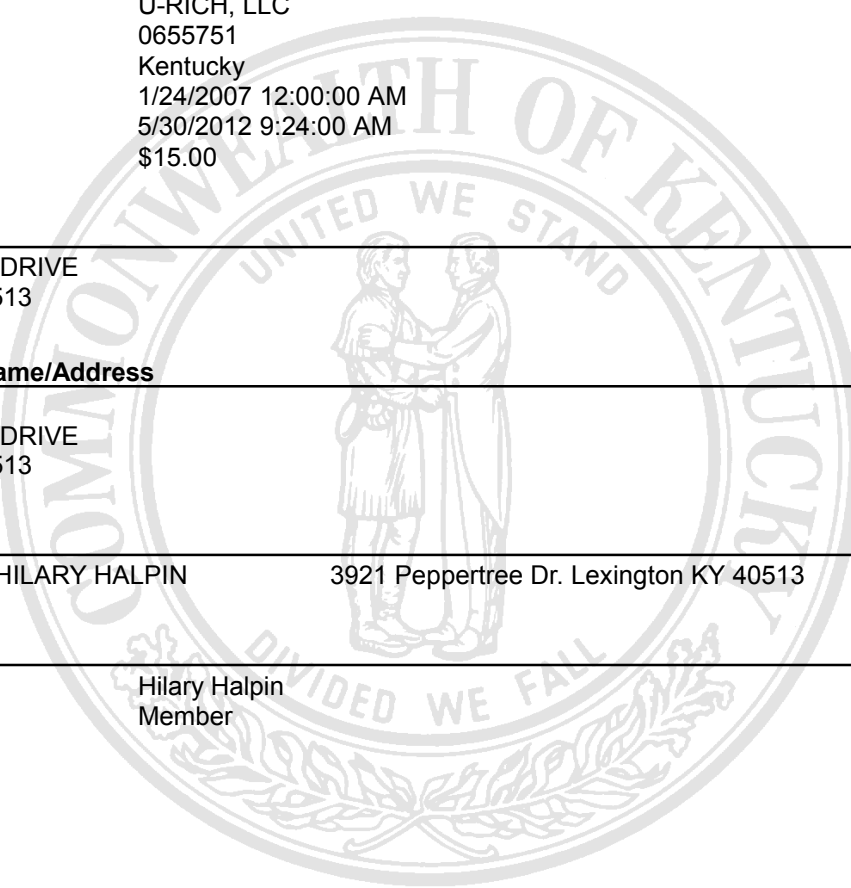 U-RICH, LLC
0655751
Kentucky
1/24/2007 12:00:00 AM
5/30/2012 9:24:00 AM
$15.00
DRIVE
513
ame/Address
DRIVE
513
HILARY HALPIN 3921 Peppertree Dr. Lexington KY 40513
Hilary Halpin
Member
COMMONWEALTH OF KENTUCKY
UNITED WE STAND
DIVIDED WE FALL